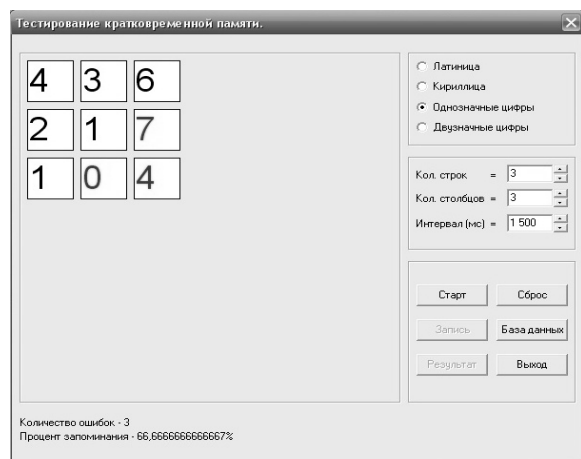 Тестирование кратковременной памяти.
4 3 6
2 1 7
1 0 4
Латиница
Кириллица
Однозначные цифры
Двузначные цифры
Кол. строк = 3
Кол. столбцов = 3
Интервал (мс) = 1 500
Старт Сброс
Запись База данных
Результат Выход
Количество ошибок - 3
Процент запоминания - 66,6666666666667%